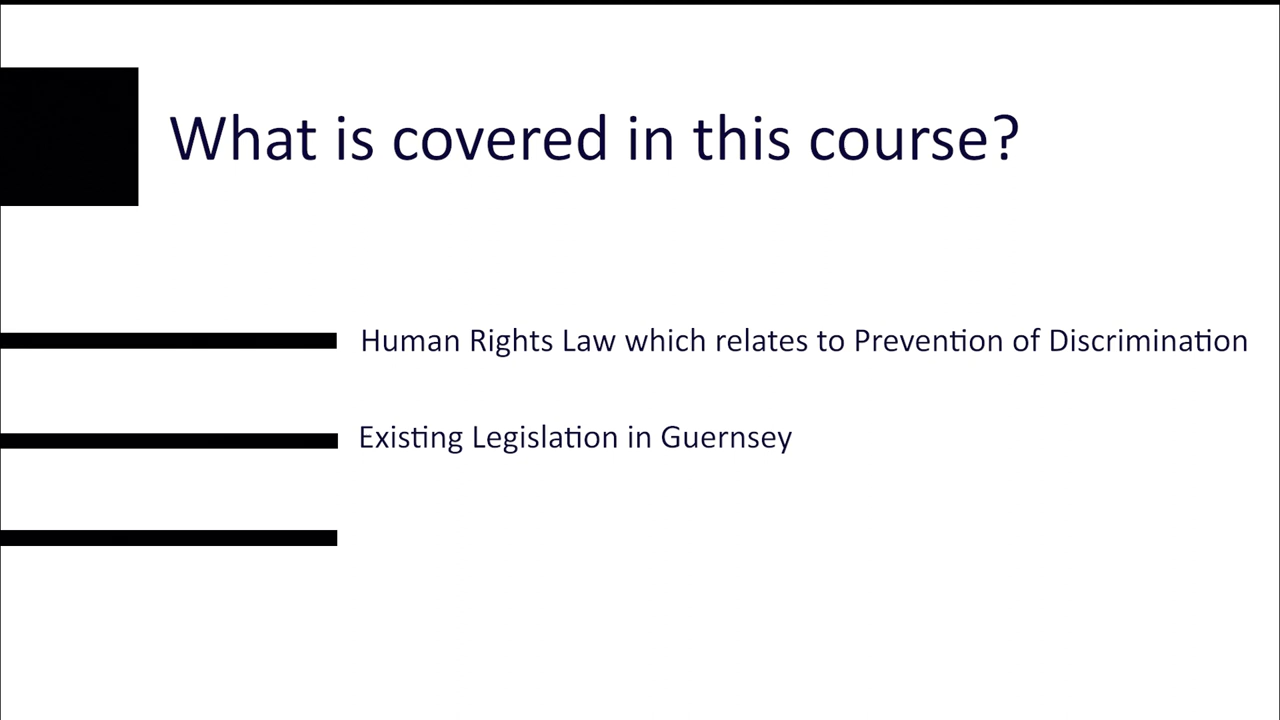 What is covered in this course?
Human Rights Law which relates to Prevention of Discrimination
Existing Legislation in Guernsey